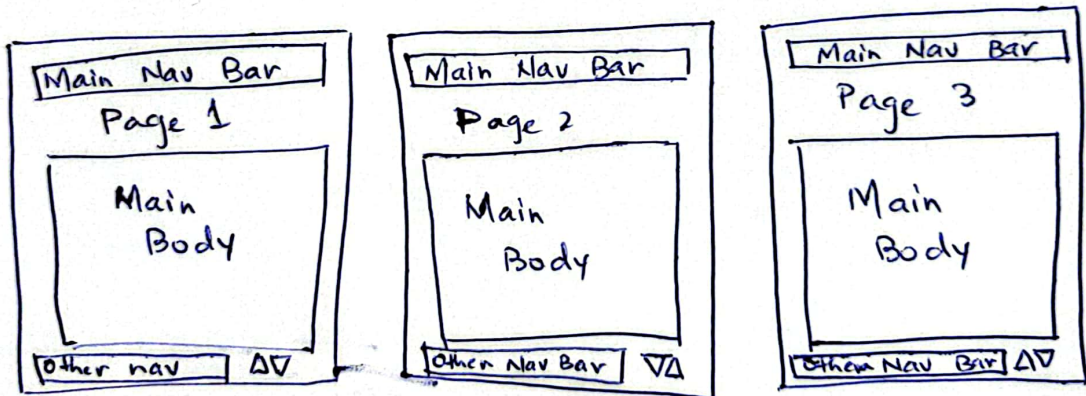 Main Nav Bar
Page 1
Main
Body
Other nav
Main Nav Bar
Page 2
Main
Body
Other Nav Bar
Main Nav Bar
Page 3
Main
Body
Other Nav Bar